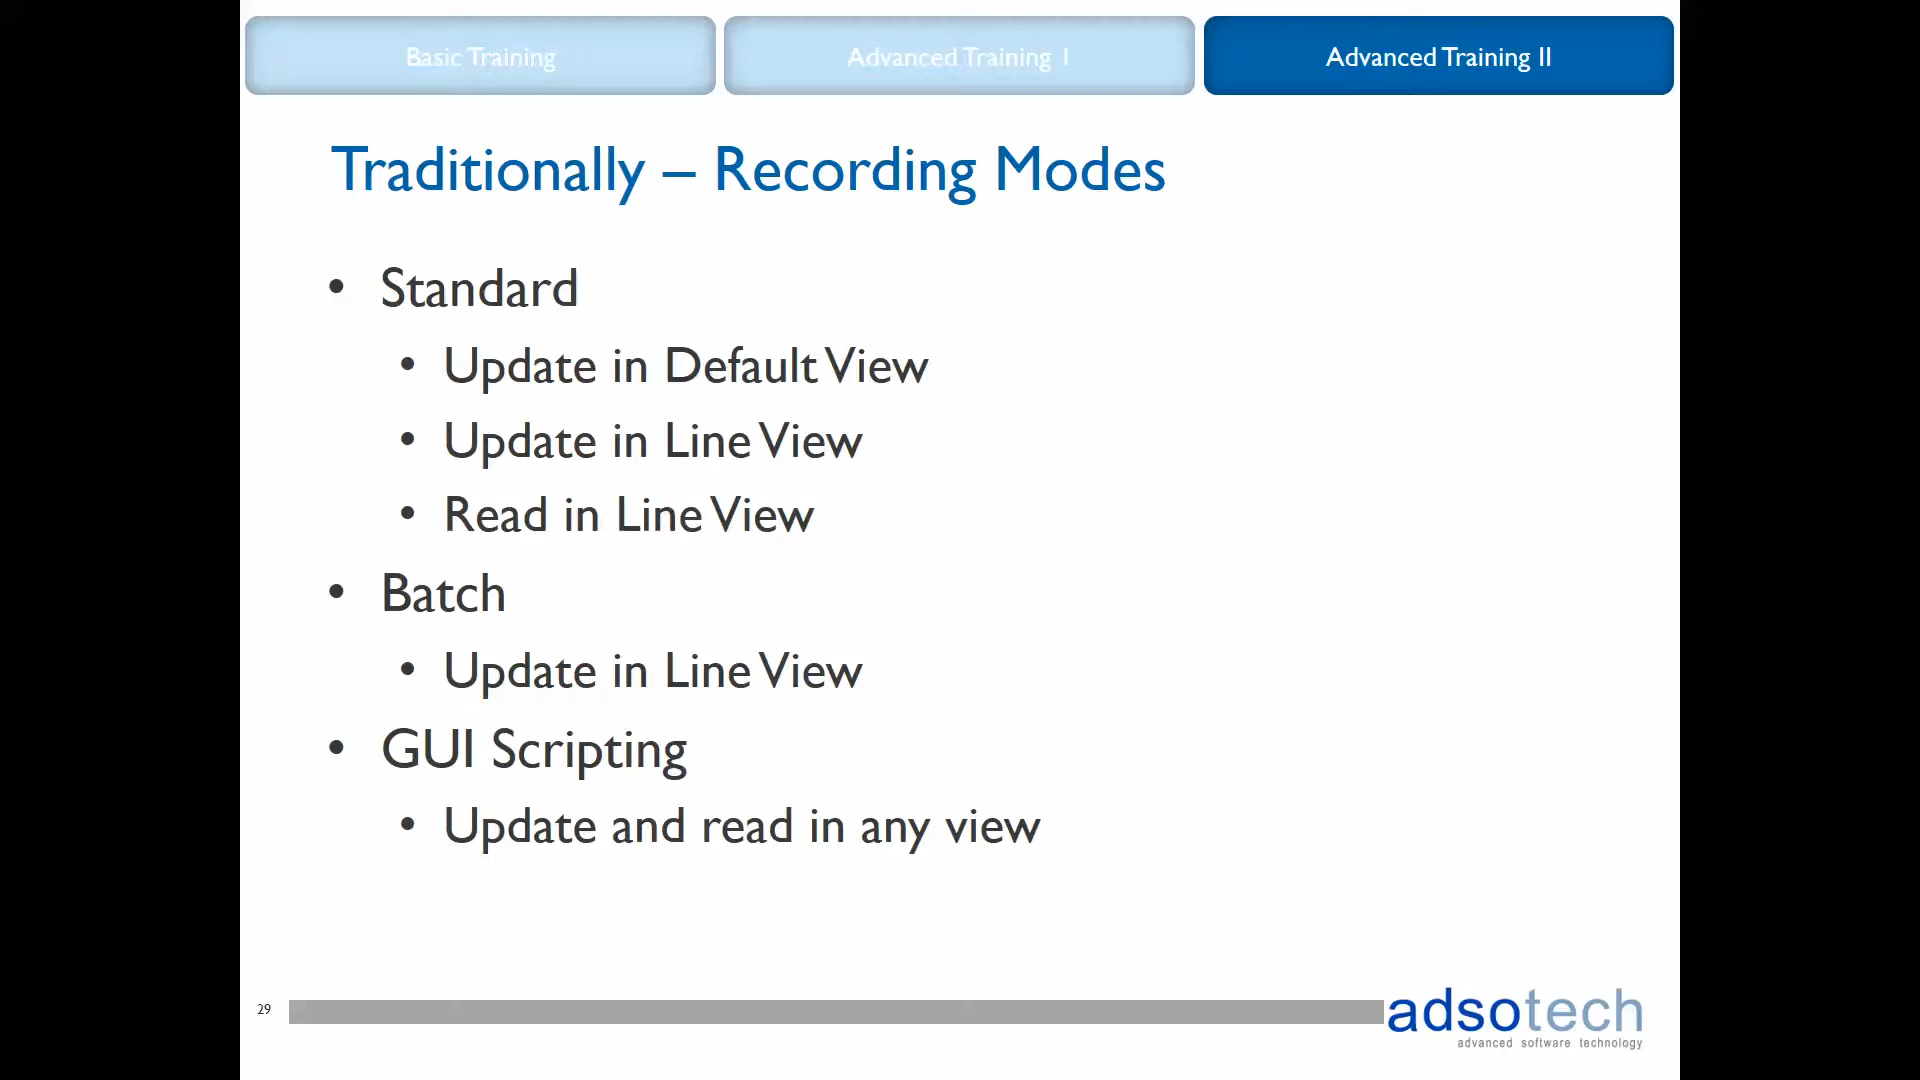 Basic Training
Advanced Training I
Advanced Training II
Traditionally – Recording Modes
• Standard
• Update in Default View
• Update in Line View
• Read in Line View
• Batch
• Update in Line View
• GUI Scripting
• Update and read in any view
29
adsotech
advanced software technology